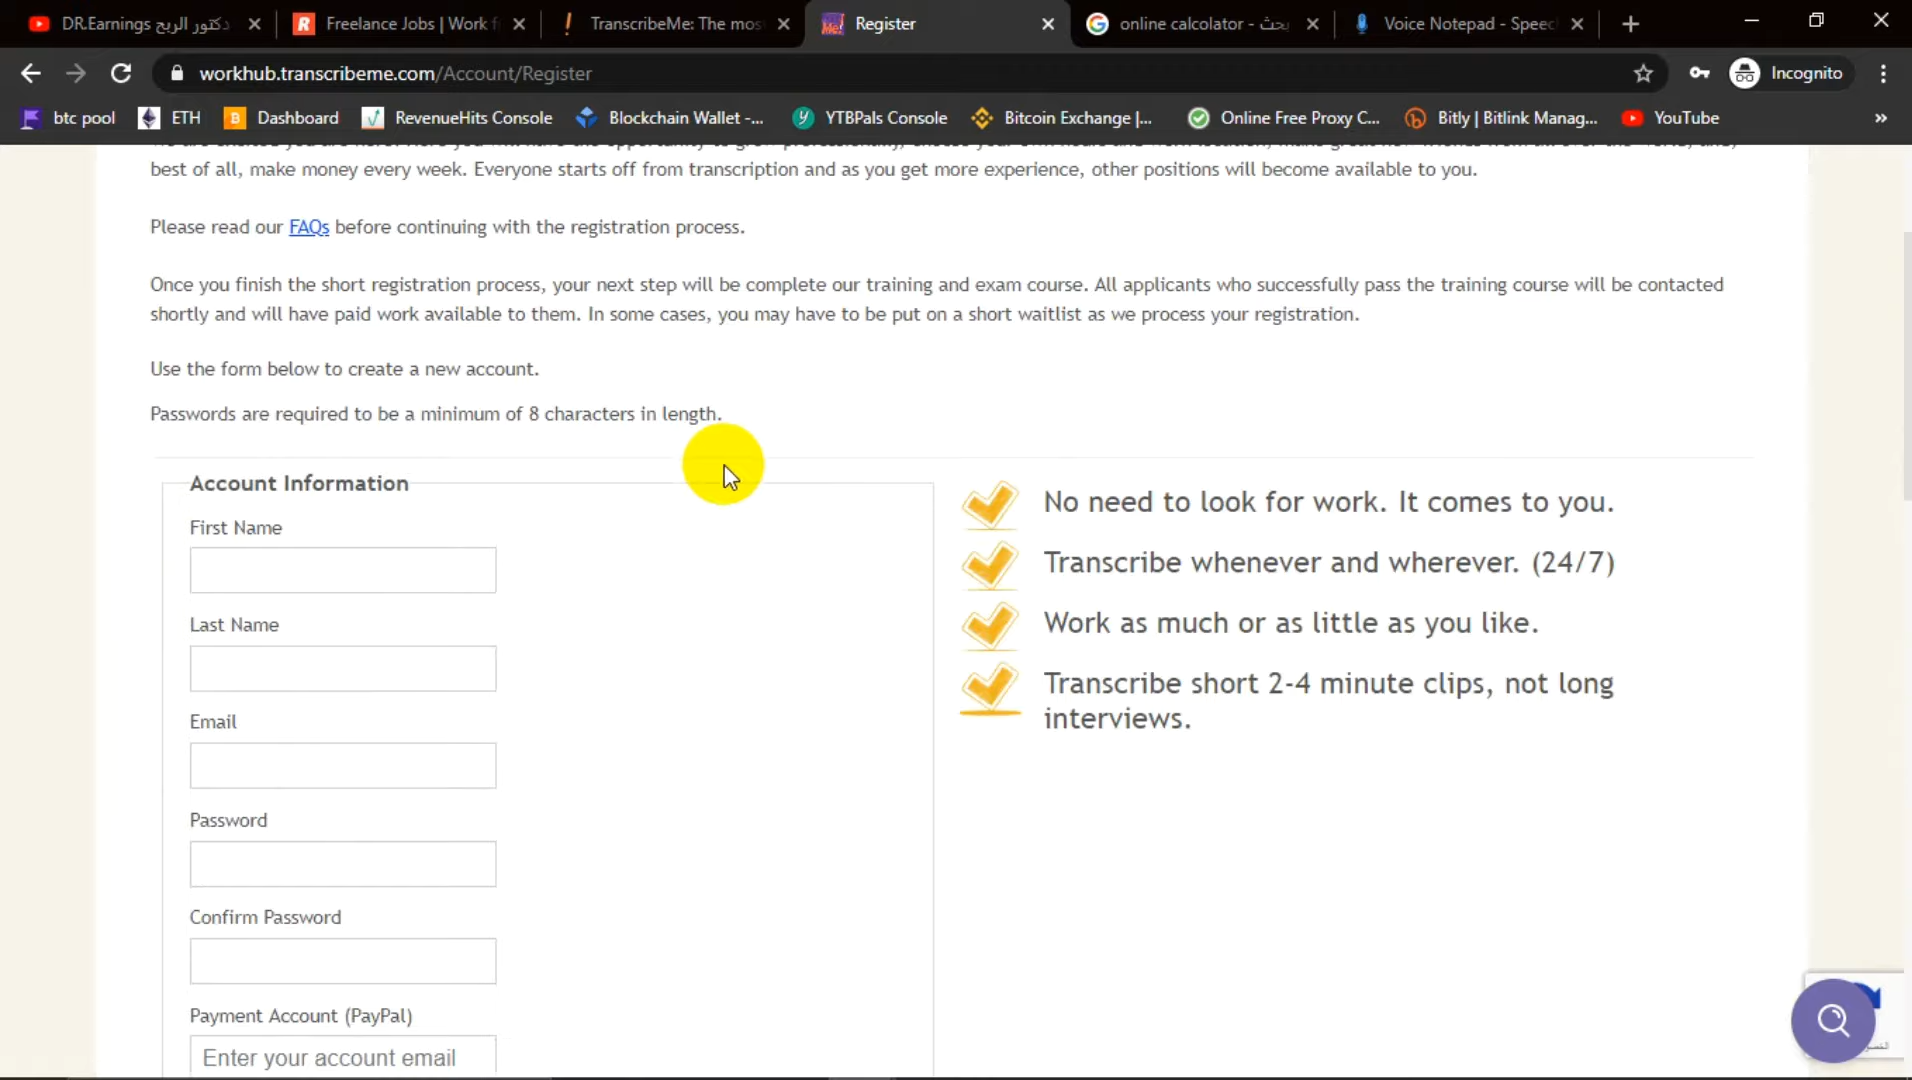 DR.Earnings دكتور الربح
Freelance Jobs | Work f
TranscribeMe: The mos
Register
online calcolator - بحث
Voice Notepad - Speec
workhub.transcribeme.com/Account/Register
Incognito
btc pool
ETH
Dashboard
RevenueHits Console
Blockchain Wallet -...
YTBPals Console
Bitcoin Exchange |...
Online Free Proxy C...
Bitly | Bitlink Manag...
YouTube
best of all, make money every week. Everyone starts off from transcription and as you get more experience, other positions will become available to you.
Please read our FAQs before continuing with the registration process.
Once you finish the short registration process, your next step will be complete our training and exam course. All applicants who successfully pass the training course will be contacted
shortly and will have paid work available to them. In some cases, you may have to be put on a short waitlist as we process your registration.
Use the form below to create a new account.
Passwords are required to be a minimum of 8 characters in length.
Account Information
First Name
Last Name
Email
Password
Confirm Password
Payment Account (PayPal)
Enter your account email
No need to look for work. It comes to you.
Transcribe whenever and wherever. (24/7)
Work as much or as little as you like.
Transcribe short 2-4 minute clips, not long
interviews.